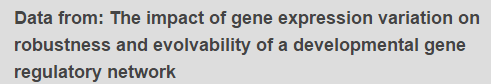 Data from: The impact of gene expression variation on
robustness and evolvability of a developmental gene
regulatory network